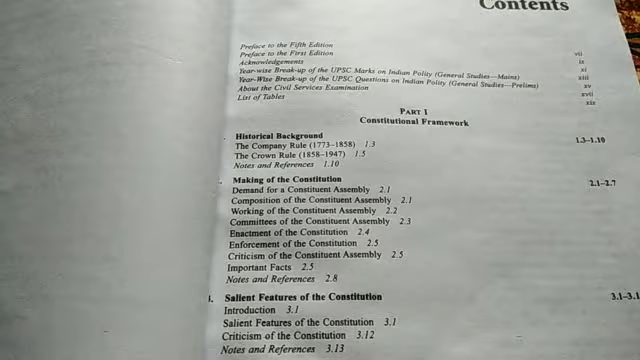 Contents
Preface to the Fifth Edition vii
Preface to the First Edition ix
Acknowledgements xi
Year-wise Break-up of the UPSC Marks on Indian Polity (General Studies—Mains) xiii
Year-Wise Break-up of the UPSC Questions on Indian Polity (General Studies—Prelims) xv
About the Civil Services Examination xvii
List of Tables xix
PART I
Constitutional Framework
Historical Background 1.3–1.10
The Company Rule (1773–1858) 1.3
The Crown Rule (1858–1947) 1.5
Notes and References 1.10
Making of the Constitution 2.1–2.7
Demand for a Constituent Assembly 2.1
Composition of the Constituent Assembly 2.1
Working of the Constituent Assembly 2.2
Committees of the Constituent Assembly 2.3
Enactment of the Constitution 2.4
Enforcement of the Constitution 2.5
Criticism of the Constituent Assembly 2.5
Important Facts 2.5
Notes and References 2.8
Salient Features of the Constitution 3.1–3.1
Introduction 3.1
Salient Features of the Constitution 3.1
Criticism of the Constitution 3.12
Notes and References 3.13